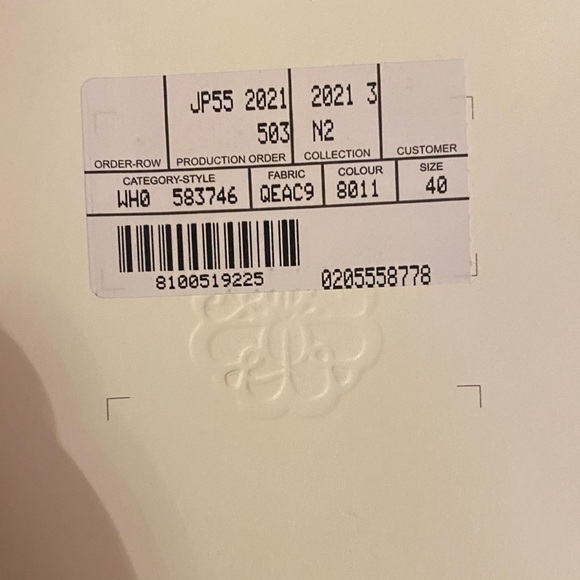 JP55 2021
503
2021 3
N2
ORDER-ROW
PRODUCTION ORDER
COLLECTION
CUSTOMER
CATEGORY-STYLE
FABRIC
COLOUR
SIZE
WH0 583746
QEAC9
8011
40
8100519225
0205558778